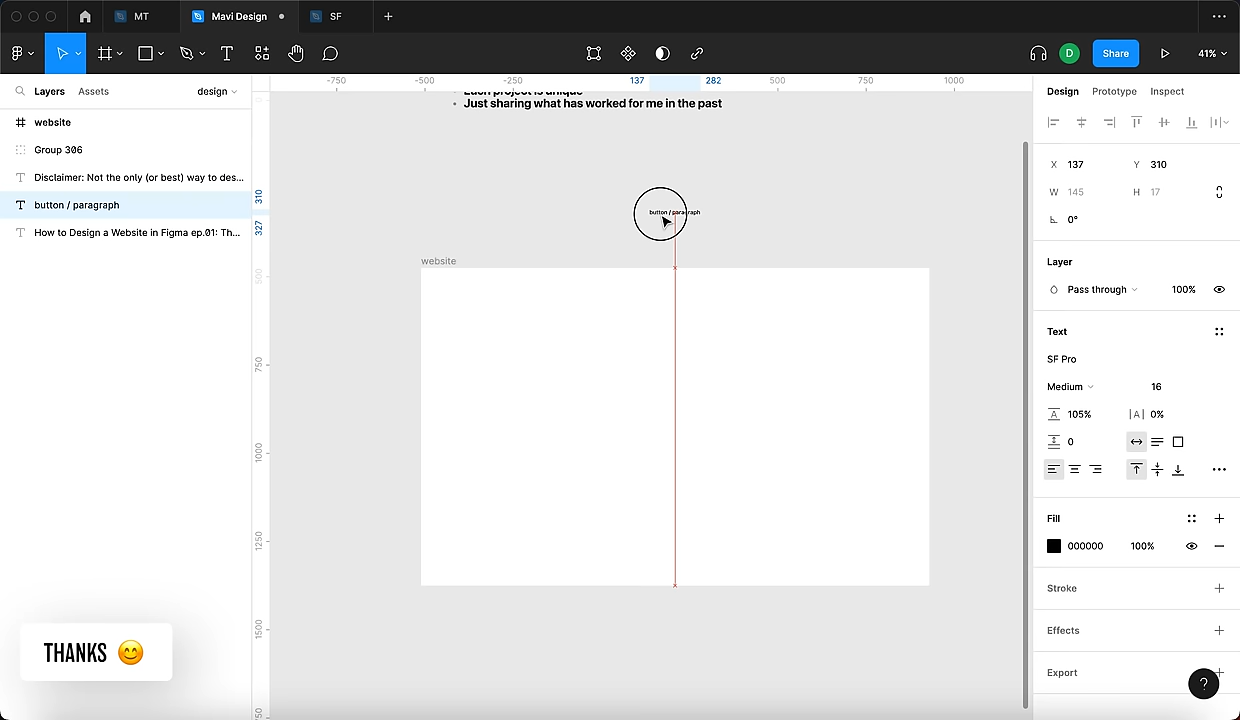 MT
Mavi Design
SF
D
Share
41%
Layers
Assets
design
website
Group 306
Disclaimer: Not the only (or best) way to des...
button / paragraph
How to Design a Website in Figma ep.01: Th...
-750
-500
-250
137
282
500
750
1000
0
310
327
500
750
1000
1250
1500
750
Each project is unique
Just sharing what has worked for me in the past
button / paragraph
website
THANKS 😊
Design
Prototype
Inspect
X 137
Y 310
W 145
H 17
0°
Layer
Pass through
100%
Text
SF Pro
Medium
16
105%
|A| 0%
0
Fill
000000
100%
Stroke
Effects
Export
?